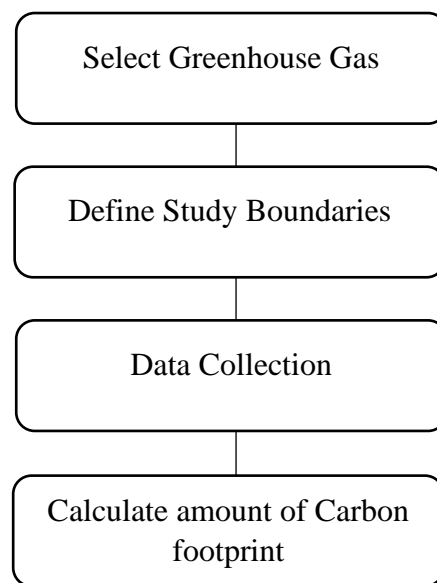 Select Greenhouse Gas
Define Study Boundaries
Data Collection
Calculate amount of Carbon
footprint